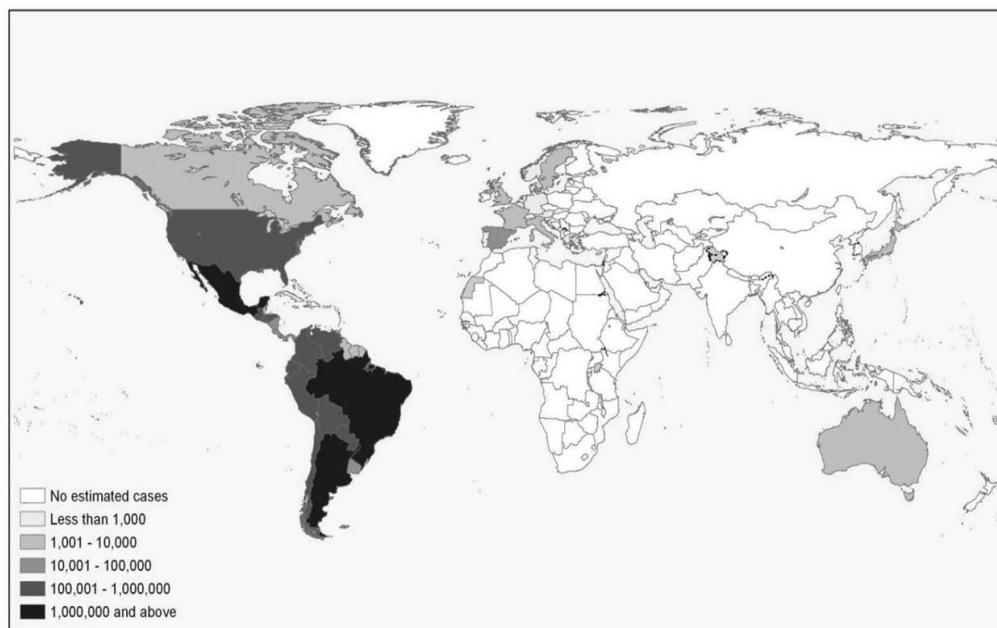 No estimated cases
Less than 1,000
1,001 - 10,000
10,001 - 100,000
100,001 - 1,000,000
1,000,000 and above